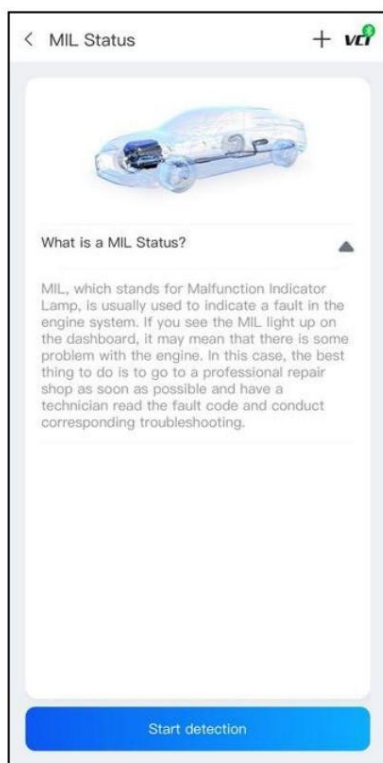 MIL Status
VCI
What is a MIL Status?
MIL, which stands for Malfunction Indicator
Lamp, is usually used to indicate a fault in the
engine system. If you see the MIL light up on
the dashboard, it may mean that there is some
problem with the engine. In this case, the best
thing to do is to go to a professional repair
shop as soon as possible and have a
technician read the fault code and conduct
corresponding troubleshooting.
Start detection